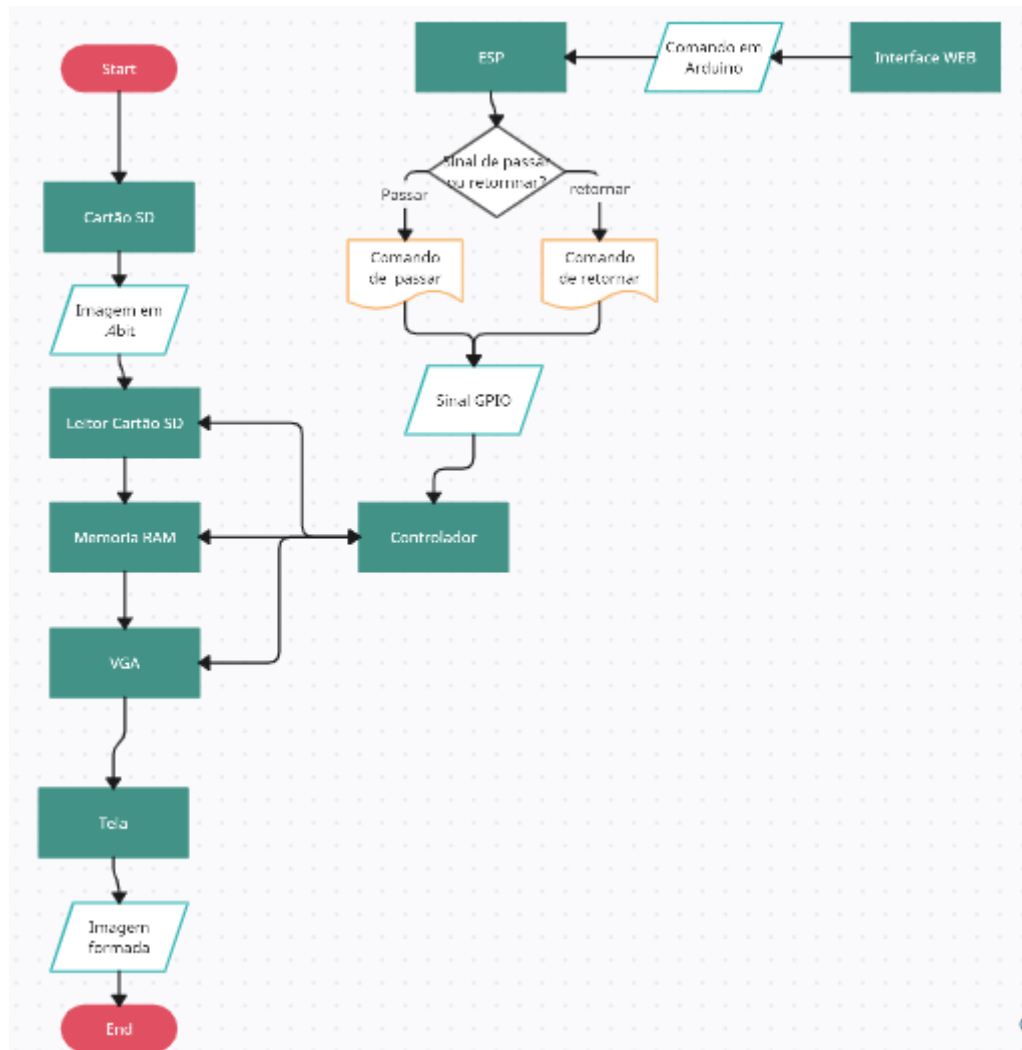 Start
Cartão SD
Imagem em
.4bit
Leitor Cartão SD
Memoria RAM
VGA
Tela
Imagem
formada
End
ESP
Comando em
Arduino
Interface WEB
Sinal de passar
ou retornnar?
Passar
retornar
Comando
de passar
Comando
de retornar
Sinal GPIO
Controlador